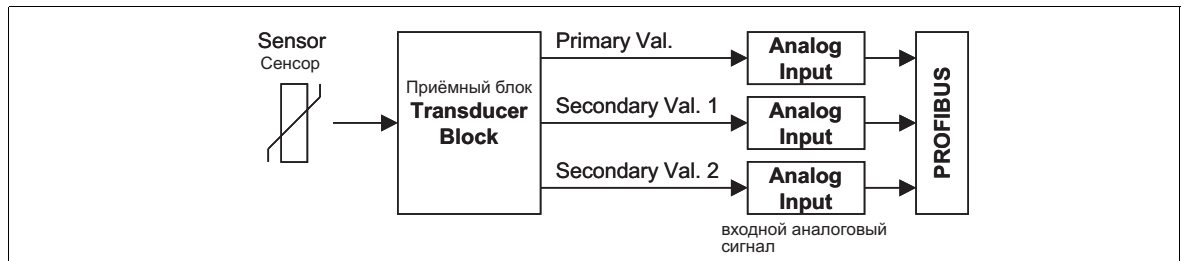 Sensor
Сенсор
Приёмный блок
Transducer
Block
Primary Val.
Secondary Val. 1
Secondary Val. 2
Analog
Input
Analog
Input
Analog
Input
входной аналоговый
сигнал
PROFIBUS